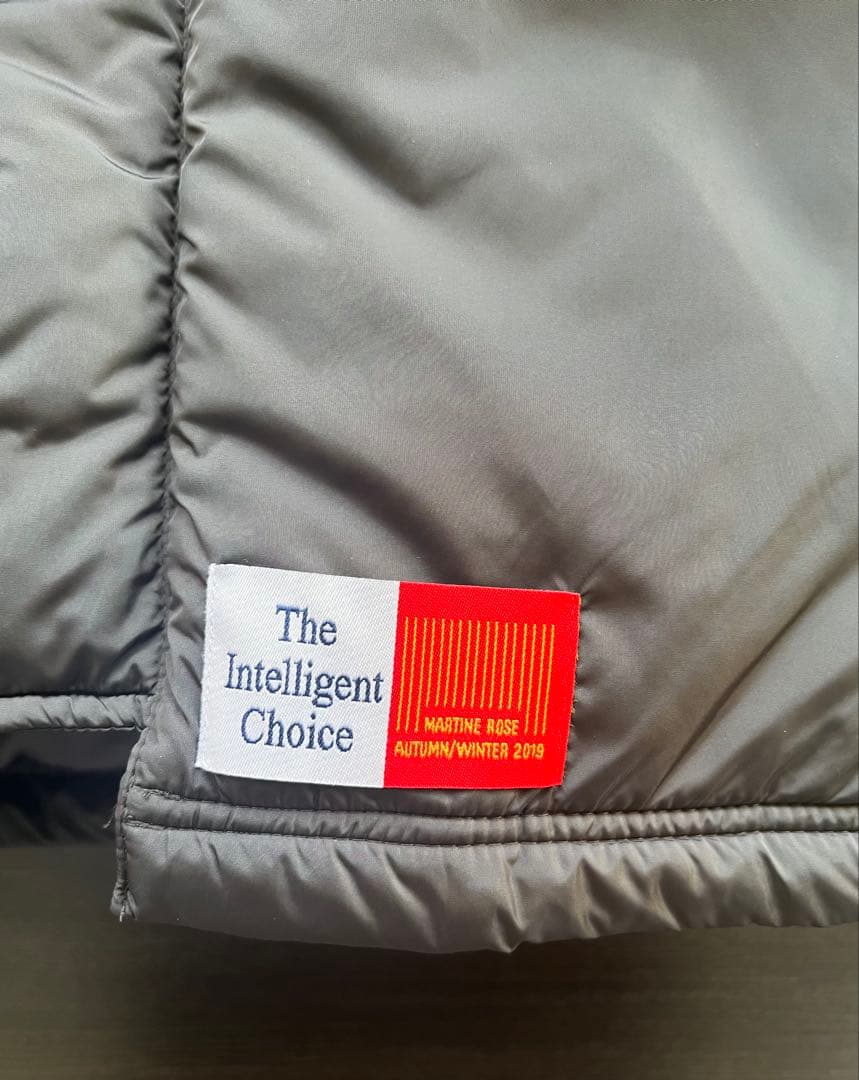 The
Intelligent
Choice
MARTINE ROSE
AUTUMN/WINTER 2019